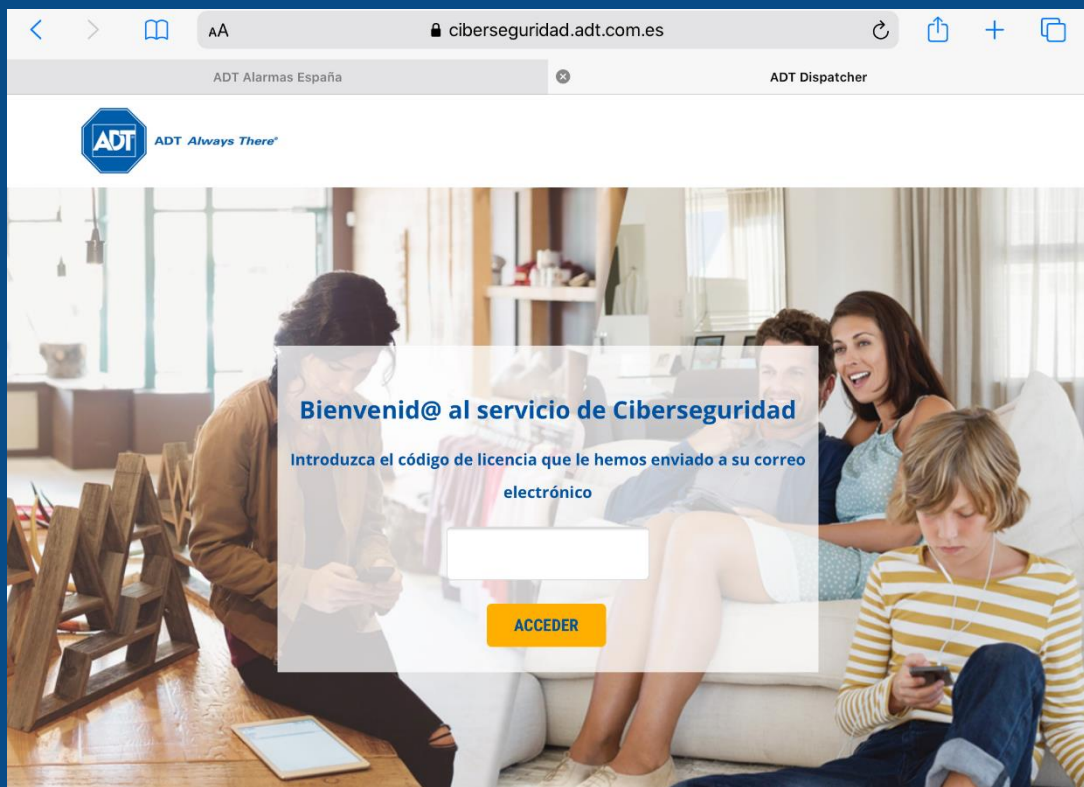 AA
ciberseguridad.adt.com.es
ADT Alarmas España
ADT Dispatcher
ADT
ADT Always There®
Bienvenid@ al servicio de Ciberseguridad
Introduzca el código de licencia que le hemos enviado a su correo
electrónico
ACCEDER